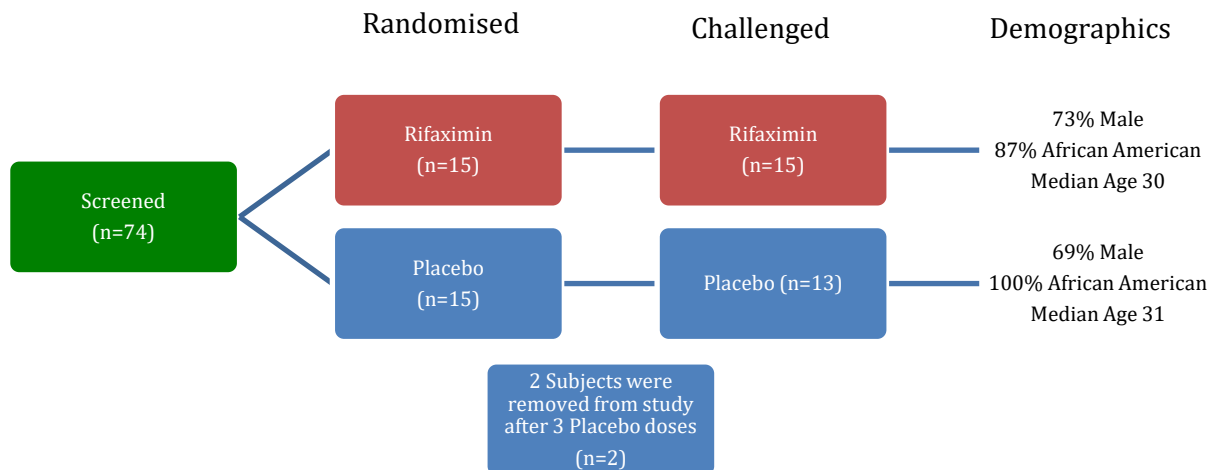 Randomised
Challenged
Demographics
Screened
(n=74)
Rifaximin
(n=15)
Rifaximin
(n=15)
73% Male
87% African American
Median Age 30
Placebo
(n=15)
Placebo (n=13)
69% Male
100% African American
Median Age 31
2 Subjects were
removed from study
after 3 Placebo doses
(n=2)